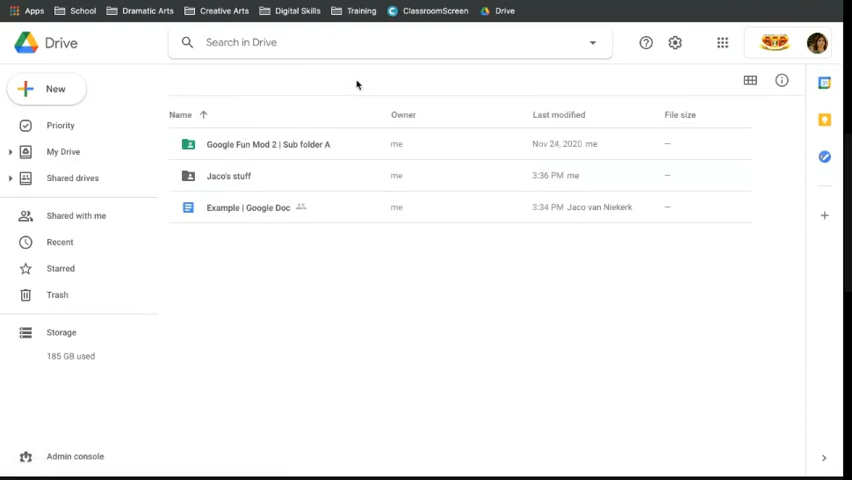 Apps School Dramatic Arts Creative Arts Digital Skills Training ClassroomScreen Drive
Drive Search in Drive
New
Name Owner Last modified File size
Priority
Google Fun Mod 2 | Sub folder A me Nov 24, 2020 me –
My Drive
Jaco's stuff me 3:36 PM me –
Shared drives
Example | Google Doc me 3:34 PM Jaco van Niekerk –
Shared with me
Recent
Starred
Trash
Storage
185 GB used
Admin console